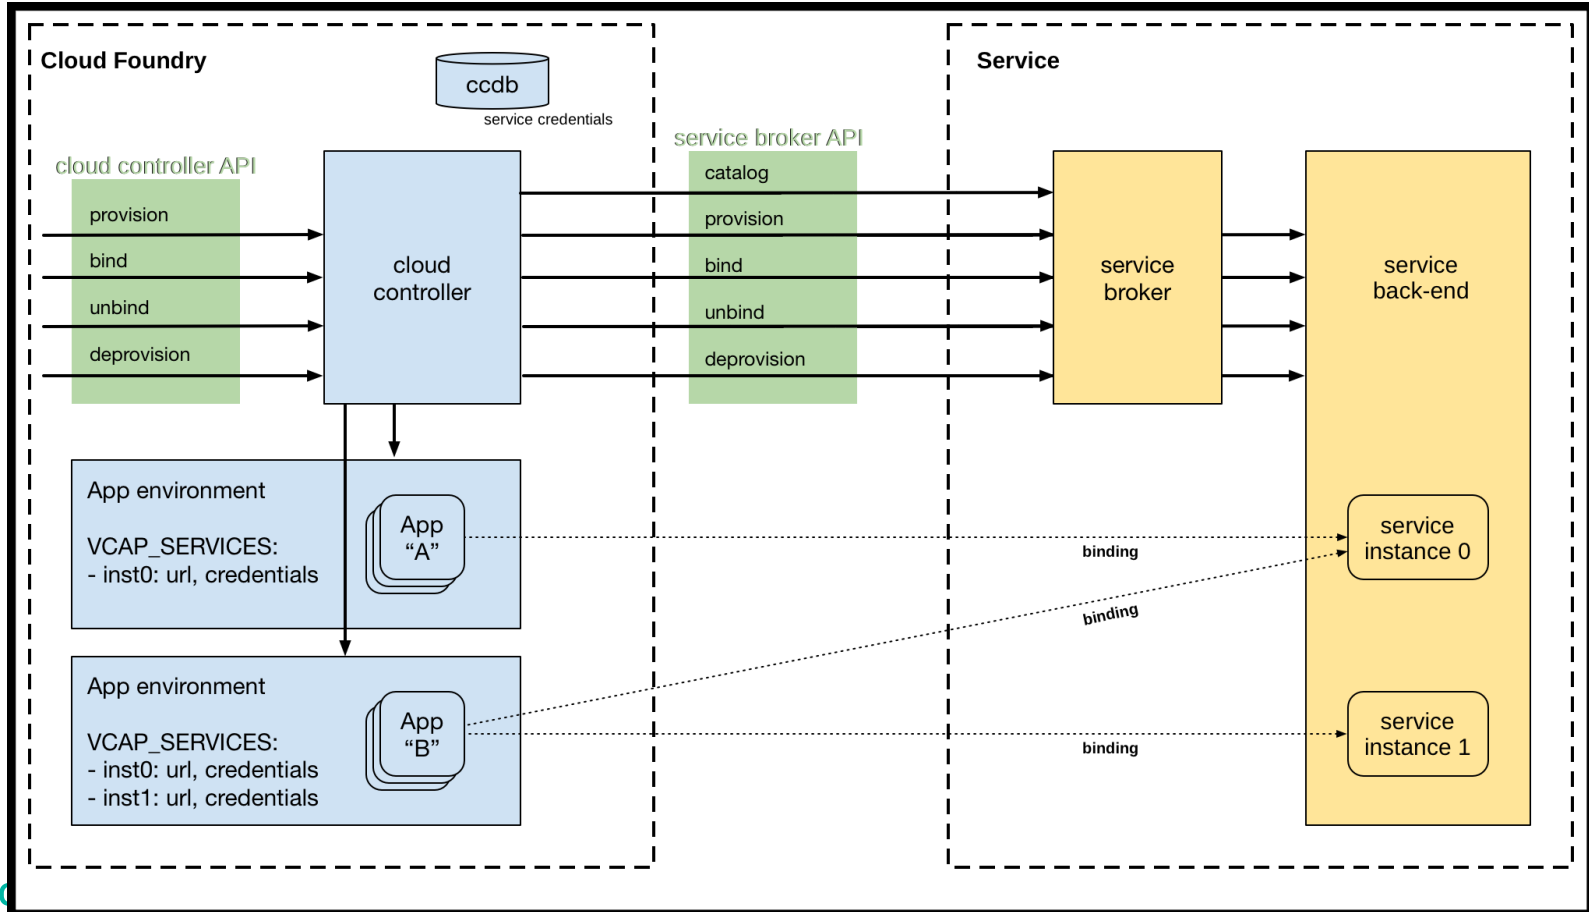 Cloud Foundry
ccdb
service credentials
Service
cloud controller API
provision
bind
unbind
deprovision
cloud
controller
service broker API
catalog
provision
bind
unbind
deprovision
service
broker
service
back-end
App environment
VCAP_SERVICES:
- inst0: url, credentials
App
“A”
binding
service
instance 0
binding
App environment
VCAP_SERVICES:
- inst0: url, credentials
- inst1: url, credentials
App
“B”
binding
service
instance 1